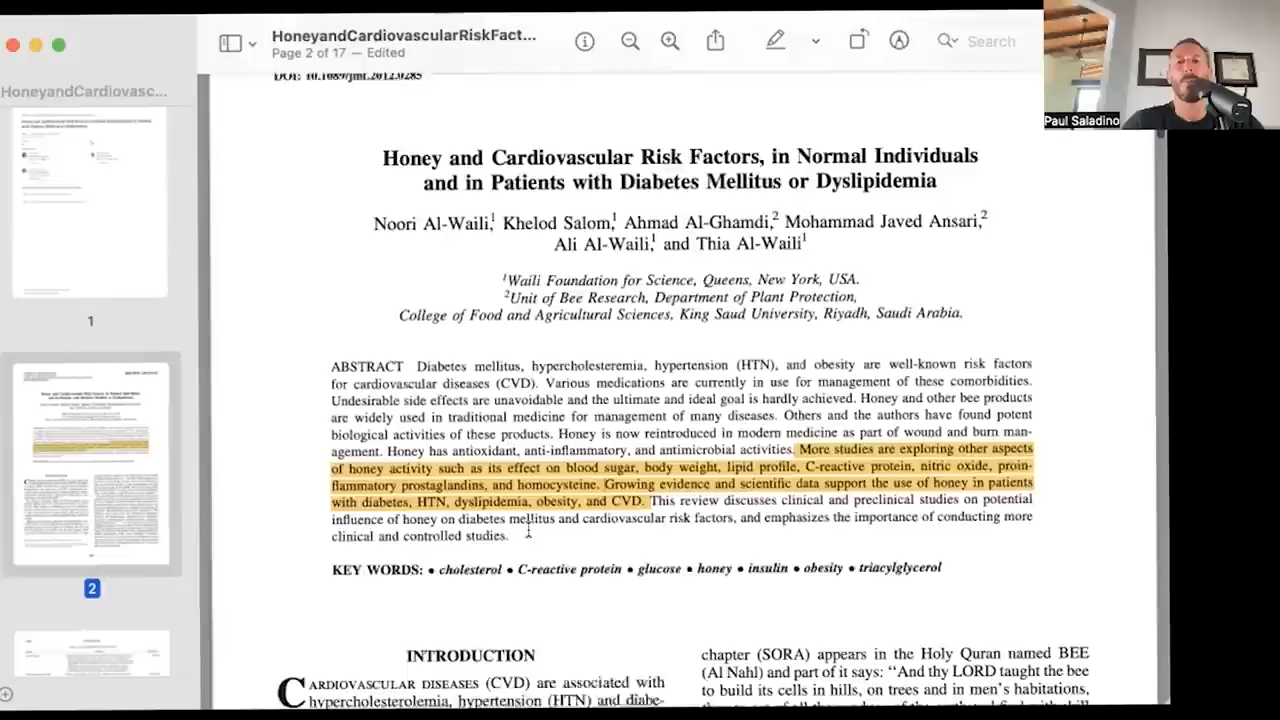 HoneyandCardiovascularRiskFact...
Page 2 of 17 — Edited
Search
HoneyandCardiovasc...
1
2
Paul Saladino
DOI: 10.1089/jmf.2012.0285
Honey and Cardiovascular Risk Factors, in Normal Individuals
and in Patients with Diabetes Mellitus or Dyslipidemia
Noori Al-Waili,1 Khelod Salom,1 Ahmad Al-Ghamdi,2 Mohammad Javed Ansari,2
Ali Al-Waili,1 and Thia Al-Waili1
1Waili Foundation for Science, Queens, New York, USA.
2Unit of Bee Research, Department of Plant Protection,
College of Food and Agricultural Sciences, King Saud University, Riyadh, Saudi Arabia.
ABSTRACT Diabetes mellitus, hypercholesteremia, hypertension (HTN), and obesity are well-known risk factors
for cardiovascular diseases (CVD). Various medications are currently in use for management of these comorbidities.
Undesirable side effects are unavoidable and the ultimate and ideal goal is hardly achieved. Honey and other bee products
are widely used in traditional medicine for management of many diseases. Others and the authors have found potent
biological activities of these products. Honey is now reintroduced in modern medicine as part of wound and burn man-
agement. Honey has antioxidant, anti-inflammatory, and antimicrobial activities. More studies are exploring other aspects
of honey activity such as its effect on blood sugar, body weight, lipid profile, C-reactive protein, nitric oxide, proin-
flammatory prostaglandins, and homocysteine. Growing evidence and scientific data support the use of honey in patients
with diabetes, HTN, dyslipidemia, obesity, and CVD. This review discusses clinical and preclinical studies on potential
influence of honey on diabetes mellitus and cardiovascular risk factors, and emphasizes the importance of conducting more
clinical and controlled studies.
KEY WORDS: • cholesterol • C-reactive protein • glucose • honey • insulin • obesity • triacylglycerol
INTRODUCTION
CARDIOVASCULAR DISEASES (CVD) are associated with
hypercholesterolemia, hypertension (HTN) and diabe-
chapter (SORA) appears in the Holy Quran named BEE
(Al Nahl) and part of it says: "And thy LORD taught the bee
to build its cells in hills, on trees and in men's habitations,